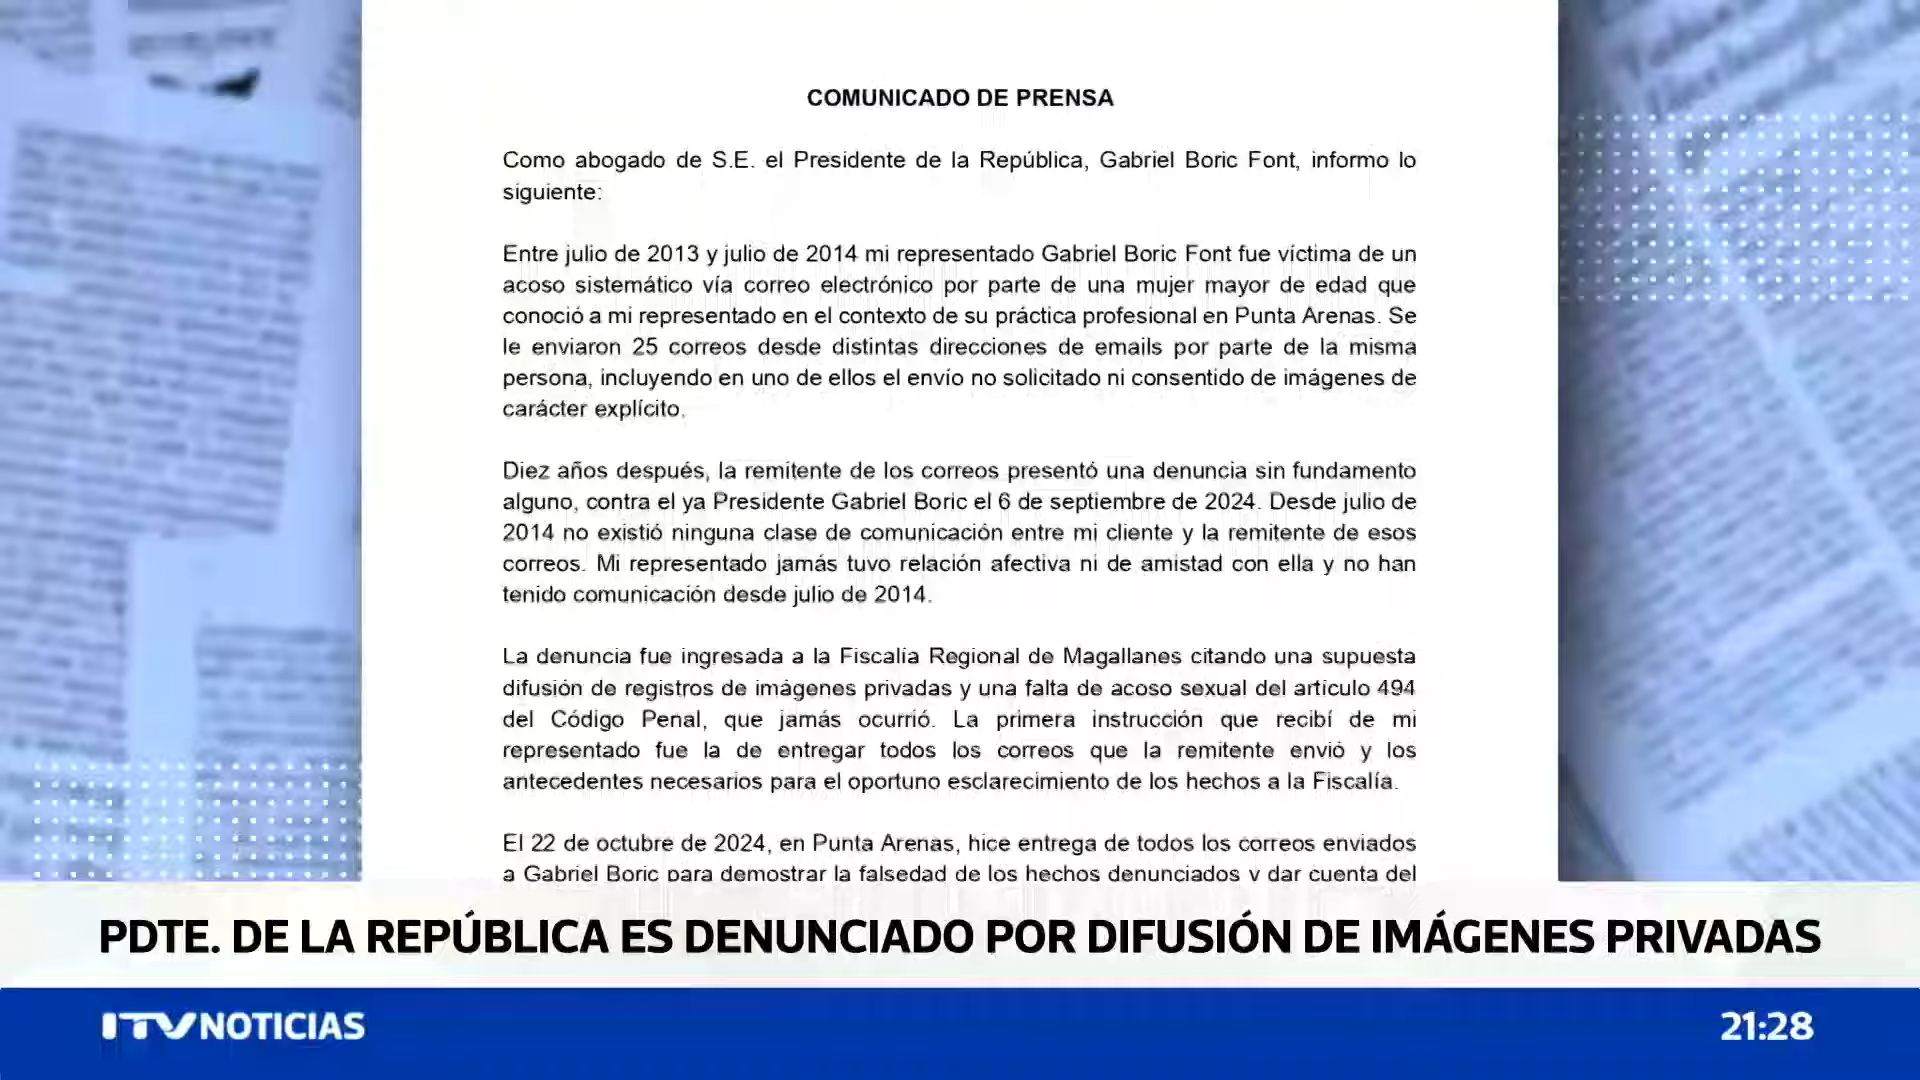 COMUNICADO DE PRENSA
Como abogado de S.E. el Presidente de la República, Gabriel Boric Font, informo lo
siguiente:
Entre julio de 2013 y julio de 2014 mi representado Gabriel Boric Font fue víctima de un
acoso sistemático vía correo electrónico por parte de una mujer mayor de edad que
conoció a mi representado en el contexto de su práctica profesional en Punta Arenas. Se
le enviaron 25 correos desde distintas direcciones de emails por parte de la misma
persona, incluyendo en uno de ellos el envío no solicitado ni consentido de imágenes de
carácter explícito.
Diez años después, la remitente de los correos presentó una denuncia sin fundamento
alguno, contra el ya Presidente Gabriel Boric el 6 de septiembre de 2024. Desde julio de
2014 no existió ninguna clase de comunicación entre mi cliente y la remitente de esos
correos. Mi representado jamás tuvo relación afectiva ni de amistad con ella y no han
tenido comunicación desde julio de 2014.
La denuncia fue ingresada a la Fiscalía Regional de Magallanes citando una supuesta
difusión de registros de imágenes privadas y una falta de acoso sexual del artículo 494
del Código Penal, que jamás ocurrió. La primera instrucción que recibí de mi
representado fue la de entregar todos los correos que la remitente envió y los
antecedentes necesarios para el oportuno esclarecimiento de los hechos a la Fiscalía.
El 22 de octubre de 2024, en Punta Arenas, hice entrega de todos los correos enviados
a Gabriel Boric para demostrar la falsedad de los hechos denunciados y dar cuenta del
PDTE. DE LA REPÚBLICA ES DENUNCIADO POR DIFUSIÓN DE IMÁGENES PRIVADAS
ITV NOTICIAS
21:28